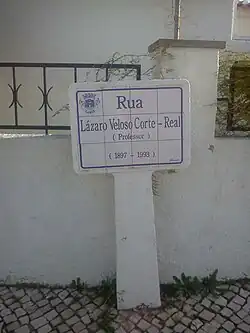 Rua
Lázaro Veloso Corte - Real
( Professor )
( 1897 - 1993 )